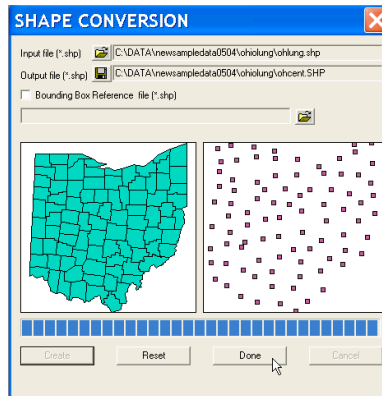 SHAPE CONVERSION
Input file (*.shp) C:\DATA\newsampledata0504\ohiolung\ohlung.shp
Output file (*.shp) C:\DATA\newsampledata0504\ohiolung\ohcent.SHP
Bounding Box Reference file (*.shp)
Create Reset Done Cancel